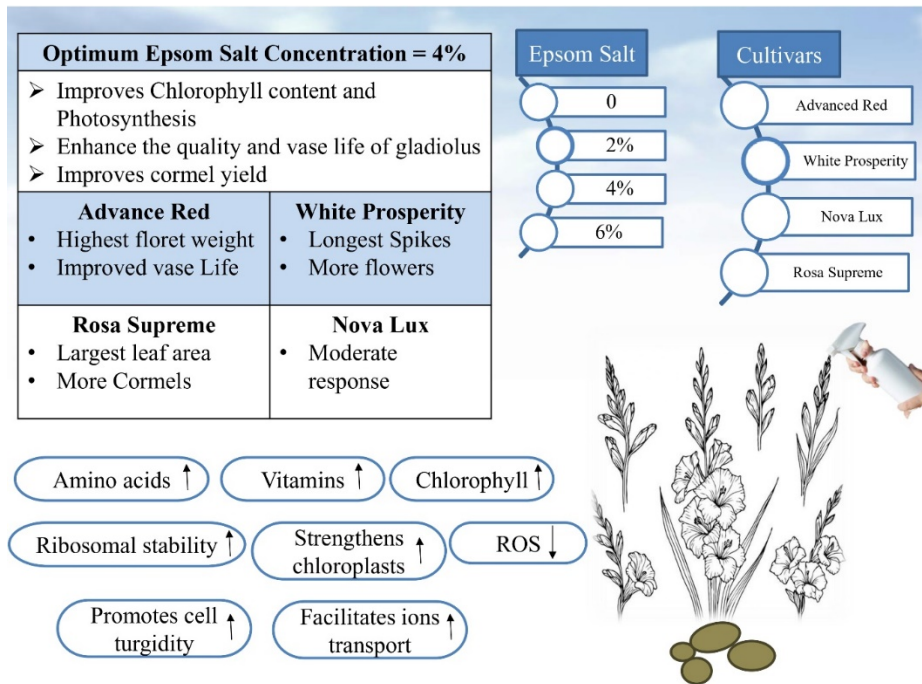 Optimum Epsom Salt Concentration = 4%
➤ Improves Chlorophyll content and
Photosynthesis
➤ Enhance the quality and vase life of gladiolus
➤ Improves cormel yield
Advance Red
• Highest floret weight
• Improved vase Life
White Prosperity
• Longest Spikes
• More flowers
Rosa Supreme
• Largest leaf area
• More Cormels
Nova Lux
• Moderate
response
Epsom Salt
0
2%
4%
6%
Cultivars
Advanced Red
White Prosperity
Nova Lux
Rosa Supreme
Amino acids ↑
Vitamins ↑
Chlorophyll ↑
Ribosomal stability ↑
Strengthens
chloroplasts ↑
ROS ↓
Promotes cell
turgidity ↑
Facilitates ions
transport ↑